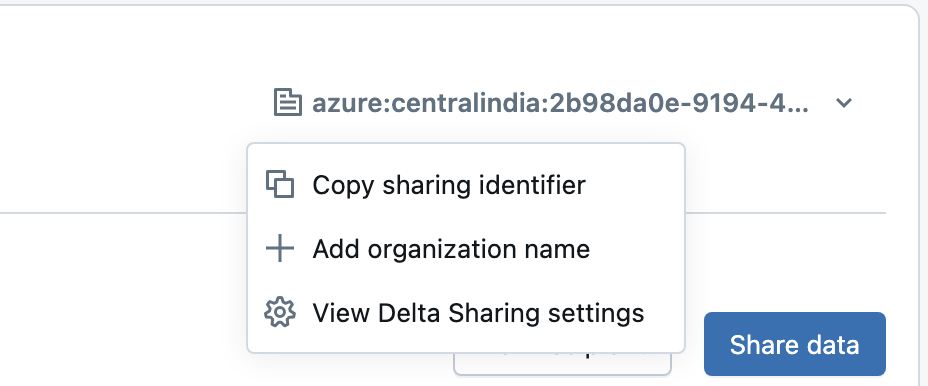 azure:centralindia:2b98da0e-9194-4...
Copy sharing identifier
Add organization name
View Delta Sharing settings
Share data